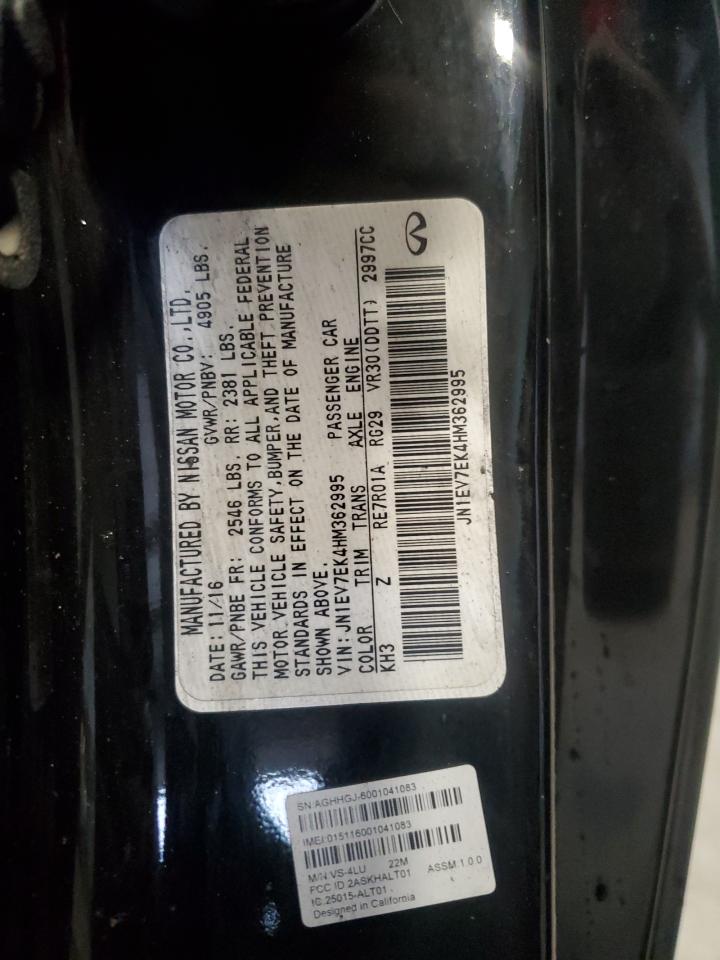 MANUFACTURED BY NISSAN MOTOR CO.,LTD.
DATE: 11/16 GVWR/PNBV: 4905 LBS.
GAWR/PNBE FR: 2546 LBS. RR: 2381 LBS.
THIS VEHICLE CONFORMS TO ALL APPLICABLE FEDERAL
MOTOR VEHICLE SAFETY,BUMPER,AND THEFT PREVENTION
STANDARDS IN EFFECT ON THE DATE OF MANUFACTURE
SHOWN ABOVE.
VIN:JN1EV7EK4HM362995 PASSENGER CAR
COLOR TRIM TRANS AXLE ENGINE
KH3 Z RE7R01A RG29 VR30(DDTT) 2997CC
JN1EV7EK4HM362995
SN:AGHHGJ-6001041083
IMEI:015116001041083
M/N:VS-4LU 22M
FCC ID 2ASKHALT01 ASSM.1.0.0
IC.25015-ALT01
Designed in California